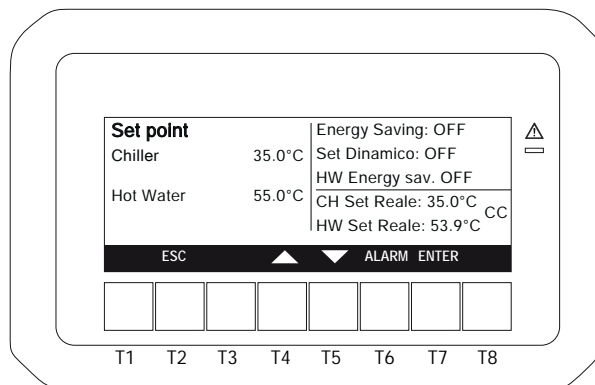 Set point
Chiller 35.0°C
Hot Water 55.0°C
Energy Saving: OFF
Set Dinamico: OFF
HW Energy sav. OFF
CH Set Reale: 35.0°C
HW Set Reale: 53.9°C
CC
ESC ALARM ENTER
T1 T2 T3 T4 T5 T6 T7 T8